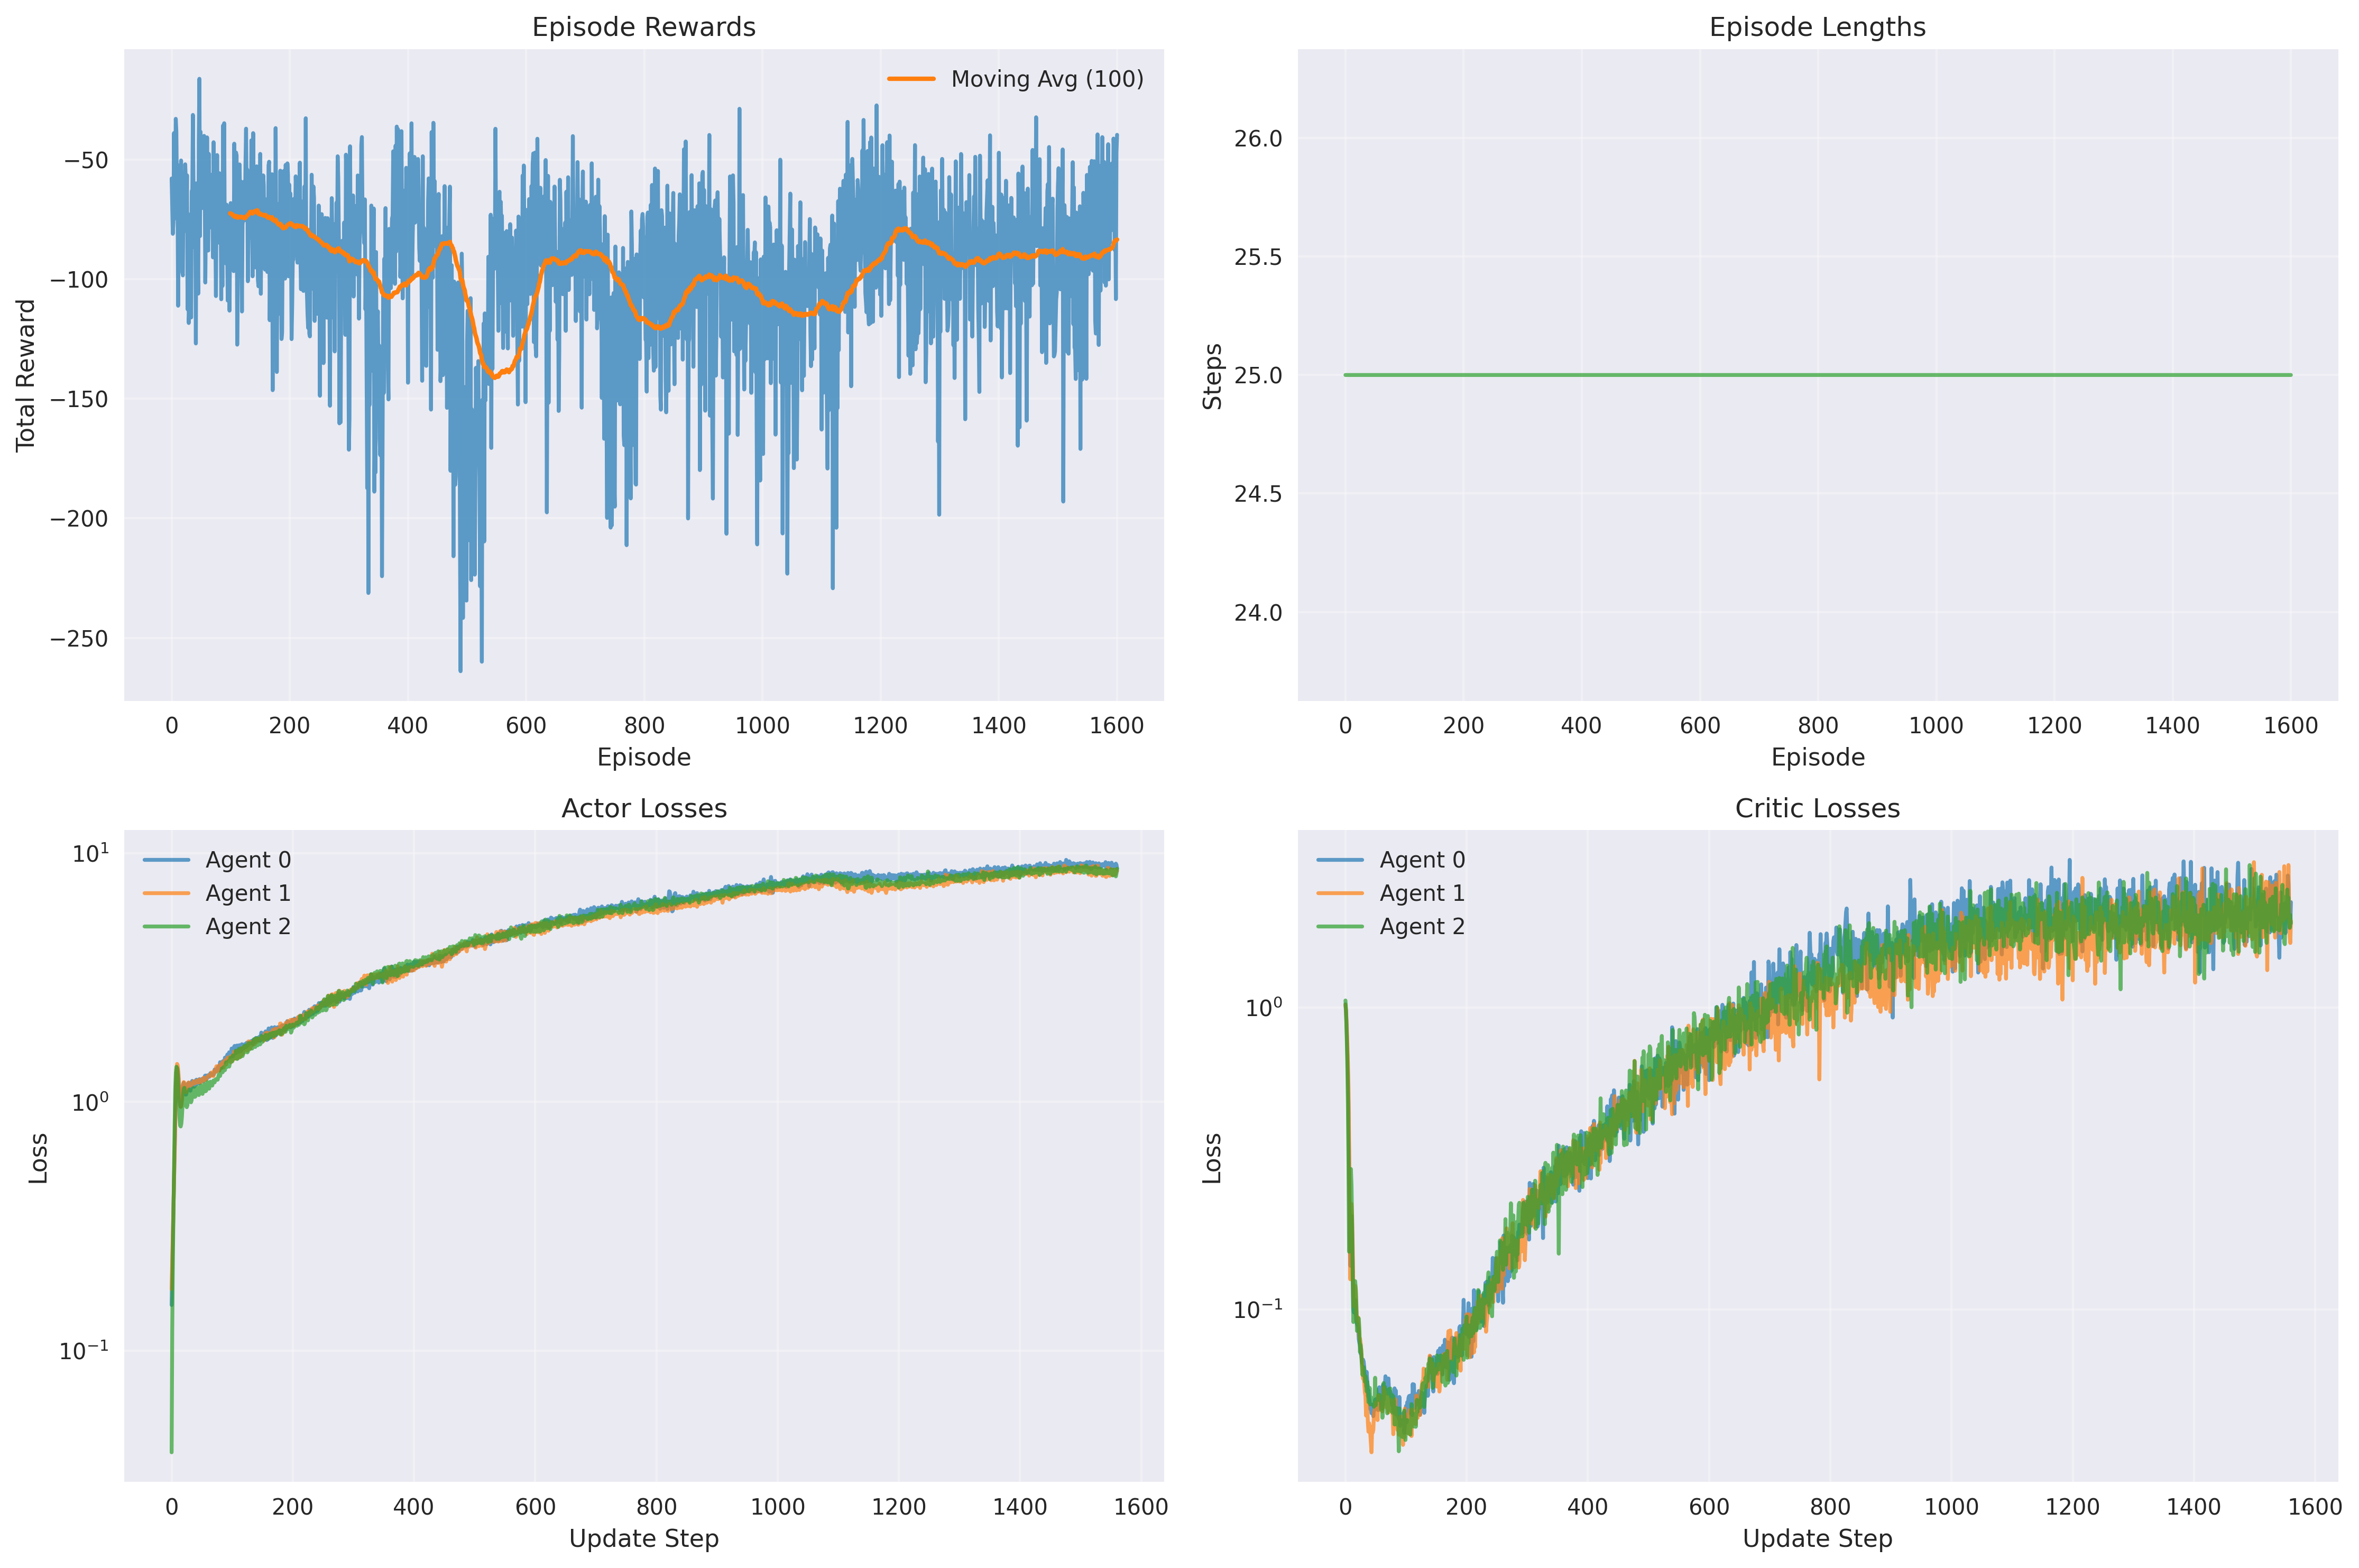 Episode Rewards
Moving Avg (100)
Total Reward
−50
−100
−150
−200
−250
0 200 400 600 800 1000 1200 1400 1600
Episode
Episode Lengths
Steps
26.0
25.5
25.0
24.5
24.0
0 200 400 600 800 1000 1200 1400 1600
Episode
Actor Losses
Agent 0
Agent 1
Agent 2
Loss
10¹
10⁰
10⁻¹
0 200 400 600 800 1000 1200 1400 1600
Update Step
Critic Losses
Agent 0
Agent 1
Agent 2
Loss
10⁰
10⁻¹
0 200 400 600 800 1000 1200 1400 1600
Update Step